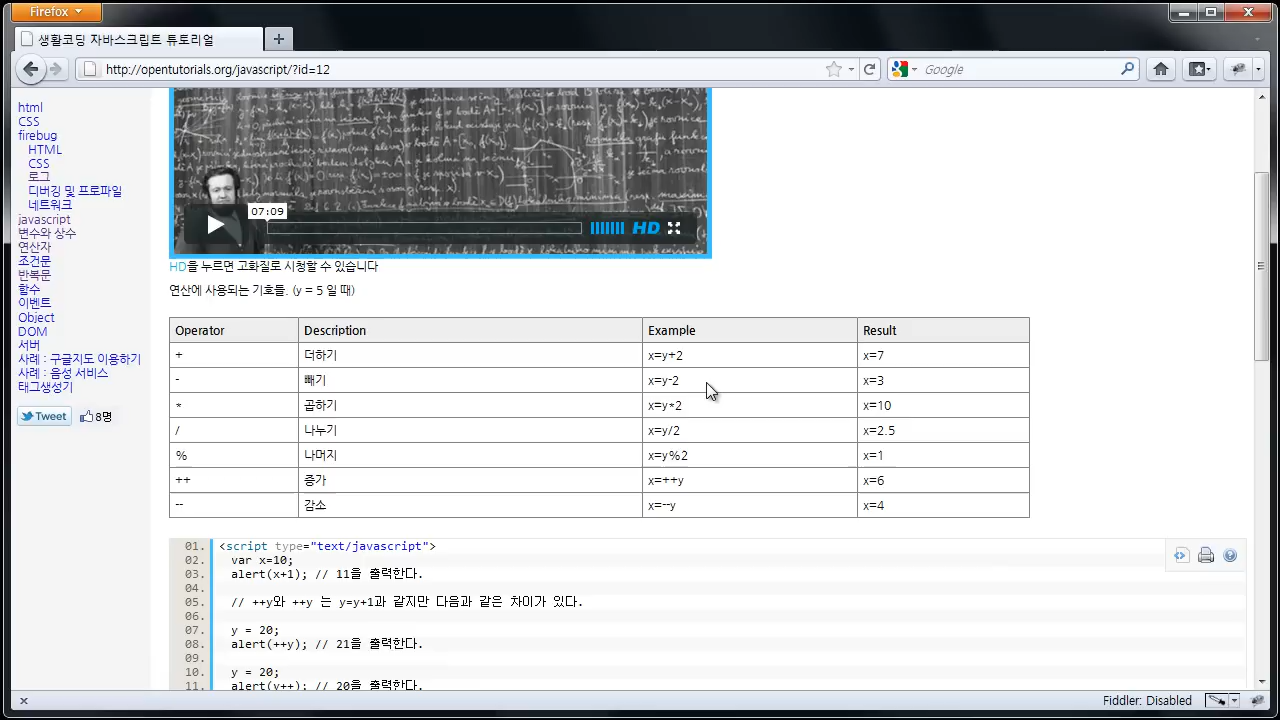 Firefox
생활코딩 자바스크립트 튜토리얼
http://opentutorials.org/javascript/?id=12
Google
html
CSS
firebug
HTML
CSS
로그
디버깅 및 프로파일
네트워크
javascript
변수와 상수
연산자
조건문
반복문
함수
이벤트
Object
DOM
서버
사례 : 구글지도 이용하기
사례 : 음성 서비스
태그생성기
Tweet 8명
07:09
HD
HD을 누르면 고화질로 시청할 수 있습니다
연산에 사용되는 기호들. (y = 5 일 때)
Operator Description Example Result
+ 더하기 x=y+2 x=7
- 빼기 x=y-2 x=3
* 곱하기 x=y*2 x=10
/ 나누기 x=y/2 x=2.5
% 나머지 x=y%2 x=1
++ 증가 x=++y x=6
-- 감소 x=--y x=4
01. <script type="text/javascript">
02. var x=10;
03. alert(x+1); // 11을 출력한다.
04.
05. // ++y와 ++y 는 y=y+1과 같지만 다음과 같은 차이가 있다.
06.
07. y = 20;
08. alert(++y); // 21을 출력한다.
09.
10. y = 20;
11. alert(y++); // 20을 출력한다.
Fiddler: Disabled